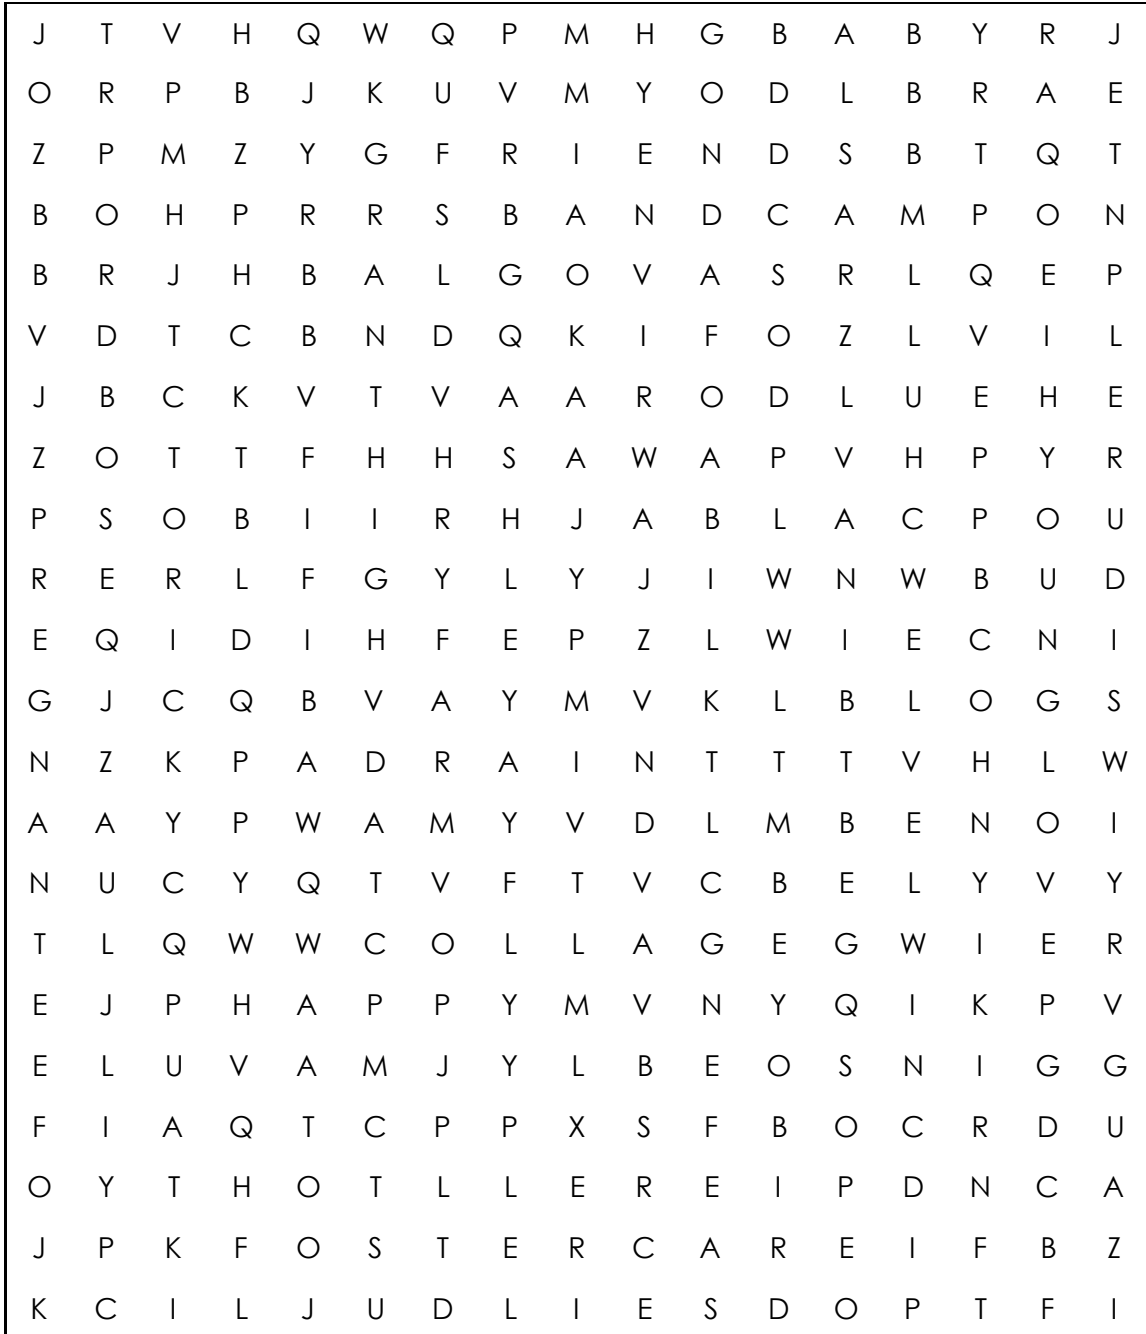 J T V H Q W Q P M H G B A B Y R J
O R P B J K U V M Y O D L B R A E
Z P M Z Y G F R I E N D S B T Q T
B O H P R R S B A N D C A M P O N
B R J H B A L G O V A S R L Q E P
V D T C B N D Q K I F O Z L V I L
J B C K V T V A A R O D L U E H E
Z O T T F H H S A W A P V H P Y R
P S O B I I R H J A B L A C P O U
R E R L F G Y L Y J I W N W B U D
E Q I D I H F E P Z L W I E C N I
G J C Q B V A Y M V K L B L O G S
N Z K P A D R A I N T T T V H L W
A A Y P W A M Y V D L M B E N O I
N U C Y Q T V F T V C B E L Y V Y
T L Q W W C O L L A G E G W I E R
E J P H A P P Y M V N Y Q I K P V
E L U V A M J Y L B E O S N I G G
F I A Q T C P P X S F B O C R D U
O Y T H O T L L E R E I P D N C A
J P K F O S T E R C A R E I F B Z
K C I L J U D L I E S D O P T F I